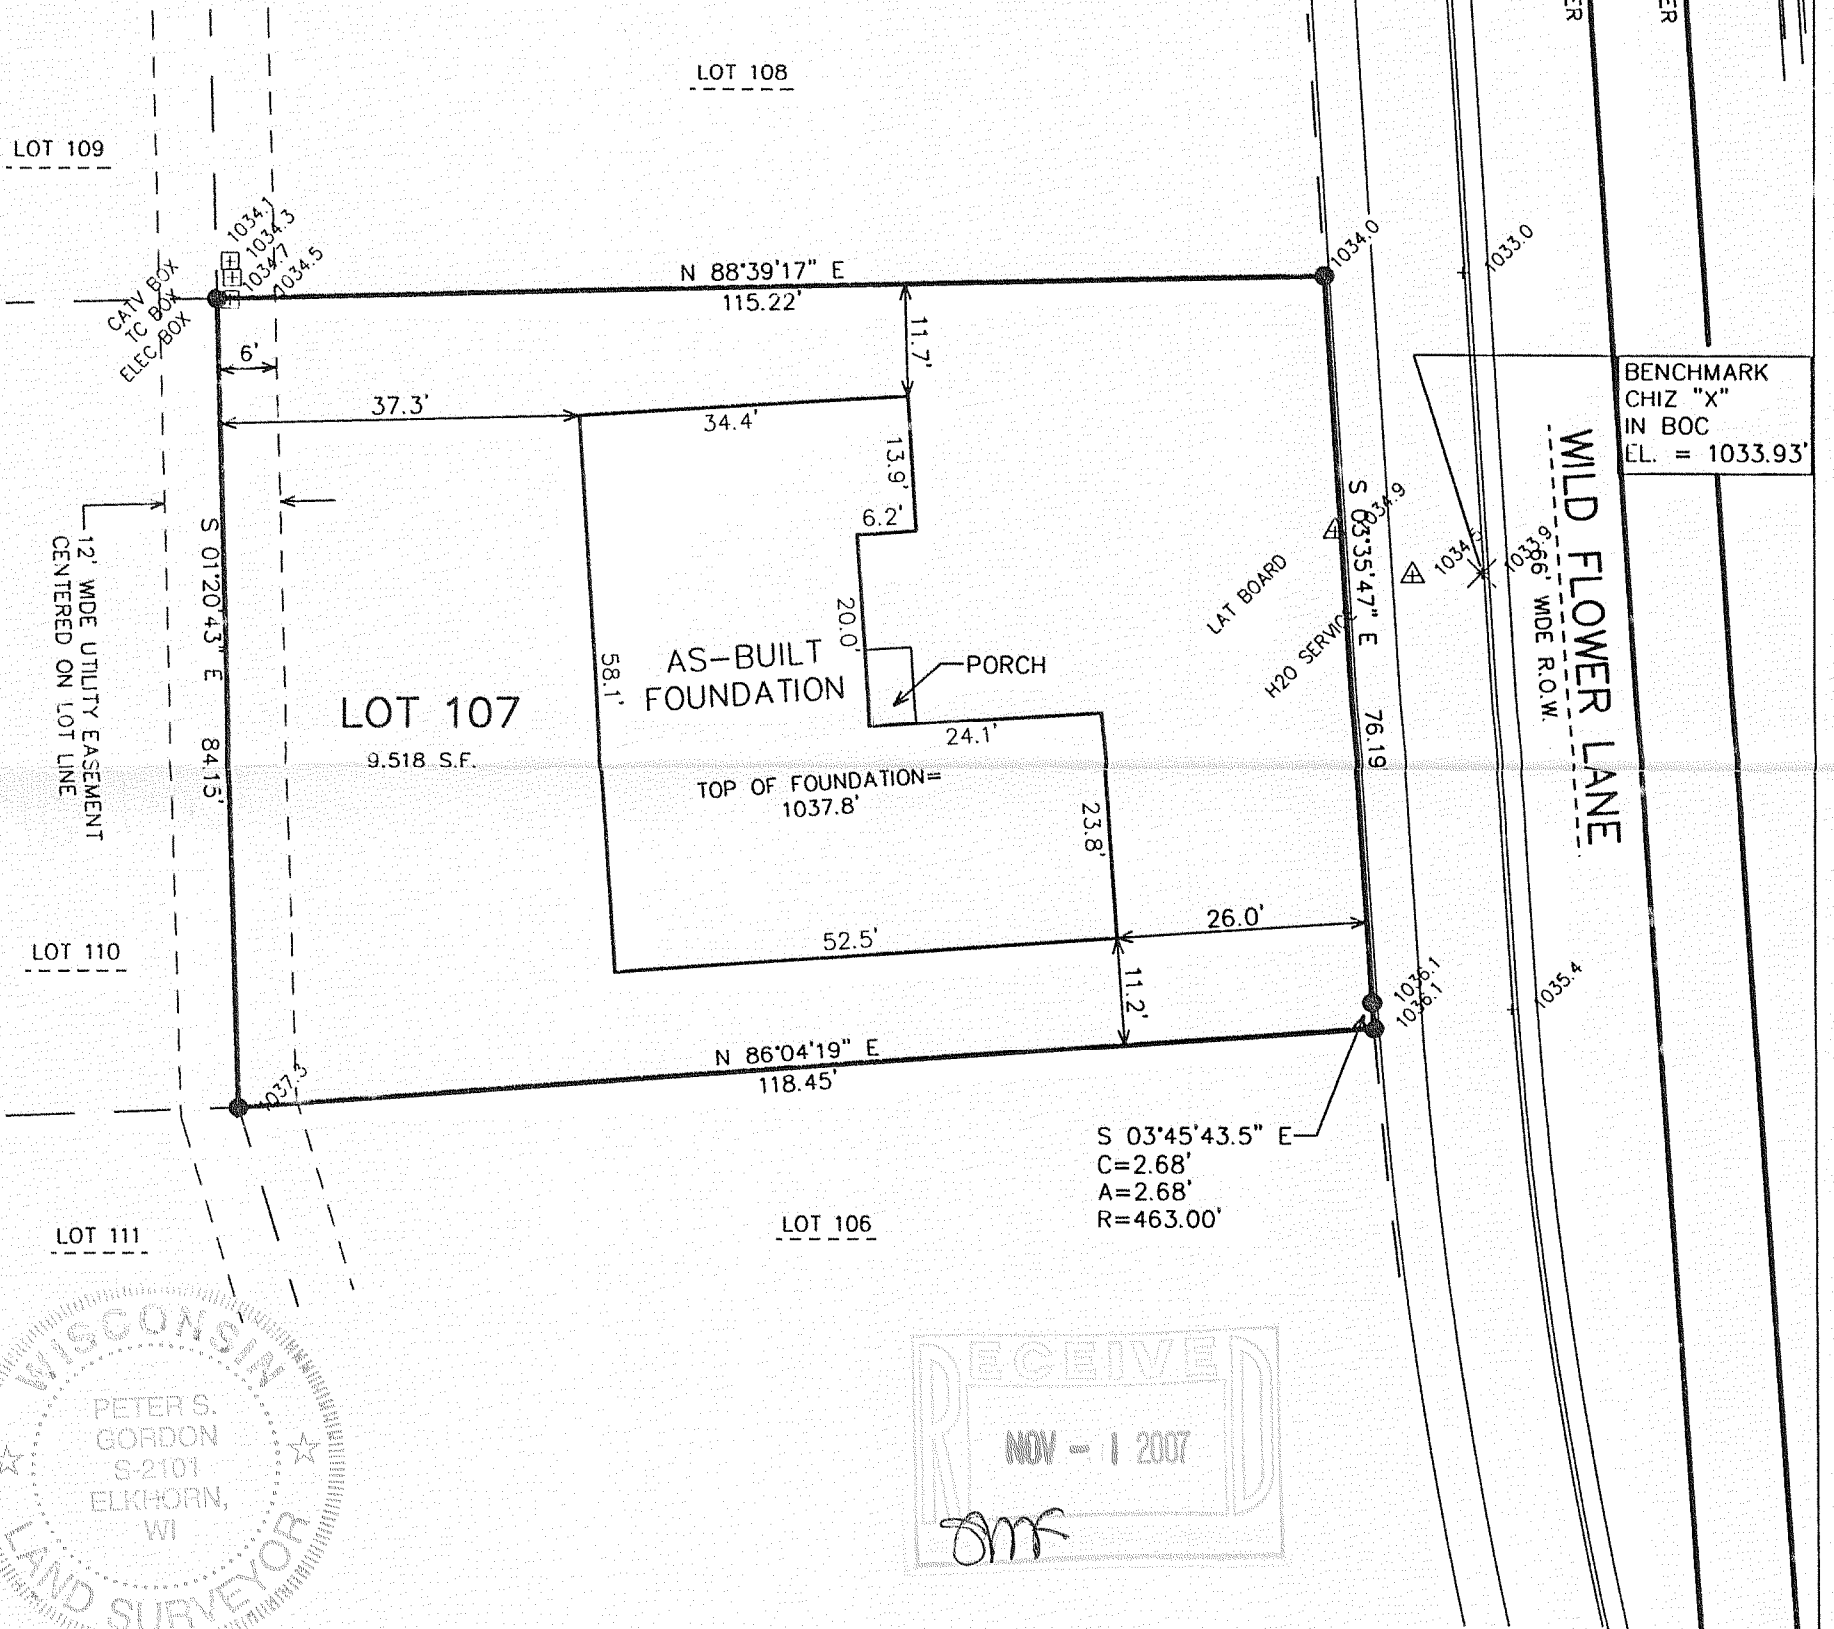 ER
ER
LOT 108
LOT 109
1034.1
1034.3
1034.7
1034.5
CATV BOX
TC BOX
ELEC BOX
N 88°39'17" E
115.22'
1034.0
1033.0
6'
11.7'
37.3'
34.4'
BENCHMARK
CHIZ "X"
IN BOC
EL. = 1033.93'
13.9'
6.2'
S 03°35'47" E 76.19'
1034.9
1033.9
WILD FLOWER LANE
66' WIDE R.O.W.
12' WIDE UTILITY EASEMENT
CENTERED ON LOT LINE
S 01°20'43" E 84.15'
LAT BOARD
H2O SERVICE
20.0'
58.1'
AS-BUILT
FOUNDATION
PORCH
LOT 107
9.518 S.F.
24.1'
TOP OF FOUNDATION=
1037.8'
23.8'
26.0'
52.5'
LOT 110
11.2'
1036.1
1036.1
1035.4
N 86°04'19" E
118.45'
1037.3
S 03°45'43.5" E
C=2.68'
A=2.68'
R=463.00'
LOT 111
LOT 106
WISCONSIN
PETER S.
GORDON
S-2101
ELKHORN,
WI
LAND SURVEYOR
RECEIVED
NOV - 1 2007